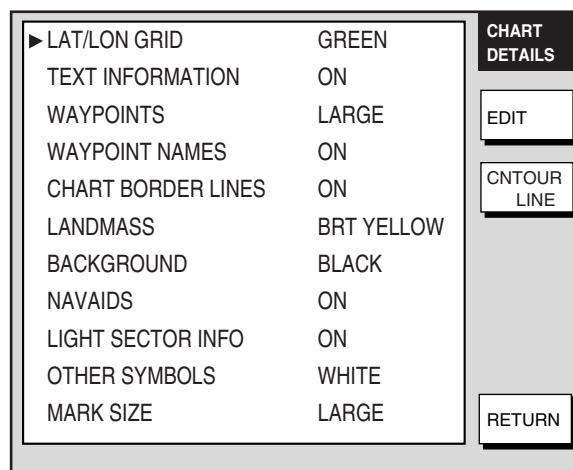 ►LAT/LON GRID GREEN
TEXT INFORMATION ON
WAYPOINTS LARGE
WAYPOINT NAMES ON
CHART BORDER LINES ON
LANDMASS BRT YELLOW
BACKGROUND BLACK
NAVAIDS ON
LIGHT SECTOR INFO ON
OTHER SYMBOLS WHITE
MARK SIZE LARGE
CHART
DETAILS
EDIT
CNTOUR
LINE
RETURN